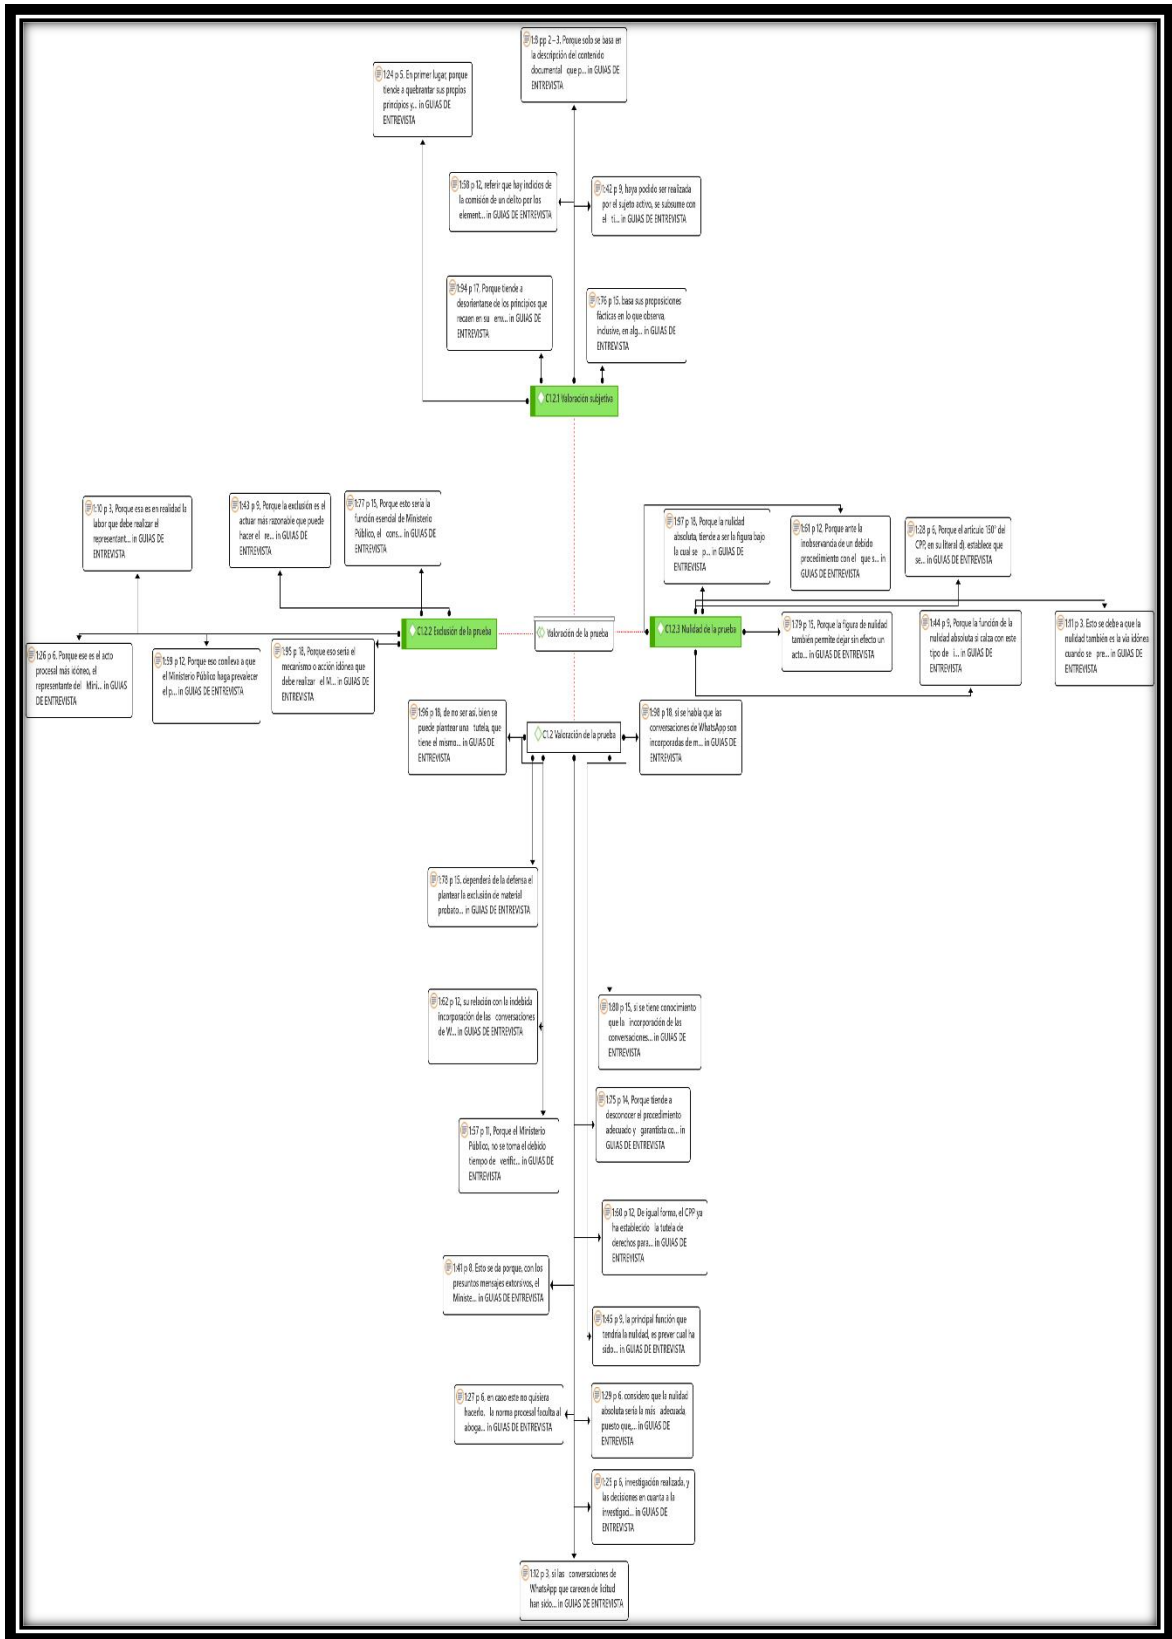 1:8 pp 2 – 3, Porque solo se basa en
la descripción del contenido
documental que p... in GUIAS DE
ENTREVISTA
1:24 p 5, En primer lugar, porque
tiende a quebrantar sus propios
principios y... in GUIAS DE
ENTREVISTA
1:58 p 12, referir que hay indicios de
la comisión de un delito por los
element... in GUIAS DE ENTREVISTA
1:42 p 9, haya podido ser realizada
por el sujeto activo, se subsume con
el ti... in GUIAS DE ENTREVISTA
1:94 p 17, Porque tiende a
desorientarse de los principios que
recaen en su env... in GUIAS DE
ENTREVISTA
1:76 p 15, basa sus proposiciones
fácticas en lo que observa,
inclusive, en alg... in GUIAS DE
ENTREVISTA
C1.2.1 Valoración subjetiva
1:10 p 3, Porque esa es en realidad la
labor que debe realizar el
representant... in GUIAS DE
ENTREVISTA
1:43 p 9, Porque la exclusión es el
actuar más razonable que puede
hacer el re... in GUIAS DE
ENTREVISTA
1:77 p 15, Porque esto sería la
función esencial de Ministerio
Público, el cons... in GUIAS DE
ENTREVISTA
1:97 p 18, Porque la nulidad
absoluta, tiende a ser la figura bajo
la cual se p... in GUIAS DE
ENTREVISTA
1:61 p 12, Porque ante la
inobservancia de un debido
procedimiento con el que s... in
GUIAS DE ENTREVISTA
1:28 p 6, Porque el artículo 150° del
CPP, en su literal d), establece que
se... in GUIAS DE ENTREVISTA
C1.2.2 Exclusión de la prueba
Valoración de la prueba
C1.2.3 Nulidad de la prueba
1:26 p 6, Porque ese es el acto
procesal más idóneo, el
representante del Mini... in GUIAS
DE ENTREVISTA
1:59 p 12, Porque eso conlleva a que
el Ministerio Público haga prevalecer
el p... in GUIAS DE ENTREVISTA
1:95 p 18, Porque eso sería el
mecanismo o acción idónea que
debe realizar el M... in GUIAS DE
ENTREVISTA
1:79 p 15, Porque la figura de nulidad
también permite dejar sin efecto un
acto... in GUIAS DE ENTREVISTA
1:44 p 9, Porque la función de la
nulidad absoluta si calza con este
tipo de i... in GUIAS DE
ENTREVISTA
1:11 p 3, Esto se debe a que la
nulidad también es la vía idónea
cuando se pre... in GUIAS DE
ENTREVISTA
1:96 p 18, de no ser así, bien se
puede plantear una tutela, que
tiene el mismo... in GUIAS DE
ENTREVISTA
C1.2 Valoración de la prueba
1:98 p 18, si se había que las
conversaciones de WhatsApp son
incorporadas de m... in GUIAS DE
ENTREVISTA
1:78 p 15, dependerá de la defensa el
plantear la exclusión de material
probato... in GUIAS DE ENTREVISTA
1:62 p 12, su relación con la indebida
incorporación de las conversaciones
de W... in GUIAS DE ENTREVISTA
1:80 p 15, si se tiene conocimiento
que la incorporación de las
conversaciones... in GUIAS DE
ENTREVISTA
1:57 p 11, Porque el Ministerio
Público, no se toma el debido
tiempo de verific... in GUIAS DE
ENTREVISTA
1:75 p 14, Porque tiende a
desconocer el procedimiento
adecuado y garantista co... in
GUIAS DE ENTREVISTA
1:60 p 12, De igual forma, el CPP ya
ha establecido la tutela de
derechos para... in GUIAS DE
ENTREVISTA
1:41 p 8, Esto se da porque, con los
presuntos mensajes extorsivos, el
Ministe... in GUIAS DE ENTREVISTA
1:45 p 9, la principal función que
tendría la nulidad, es prever cual ha
sido... in GUIAS DE ENTREVISTA
1:27 p 6, en caso este no quisiera
hacerlo, la norma procesal faculta al
aboga... in GUIAS DE ENTREVISTA
1:29 p 6, considero que la nulidad
absoluta sería la más adecuada,
puesto que,... in GUIAS DE
ENTREVISTA
1:25 p 6, investigación realizada, y
las decisiones en cuanto a la
investigaci... in GUIAS DE
ENTREVISTA
1:12 p 3, si las conversaciones de
WhatsApp que carecen de licitud
han sido... in GUIAS DE ENTREVISTA